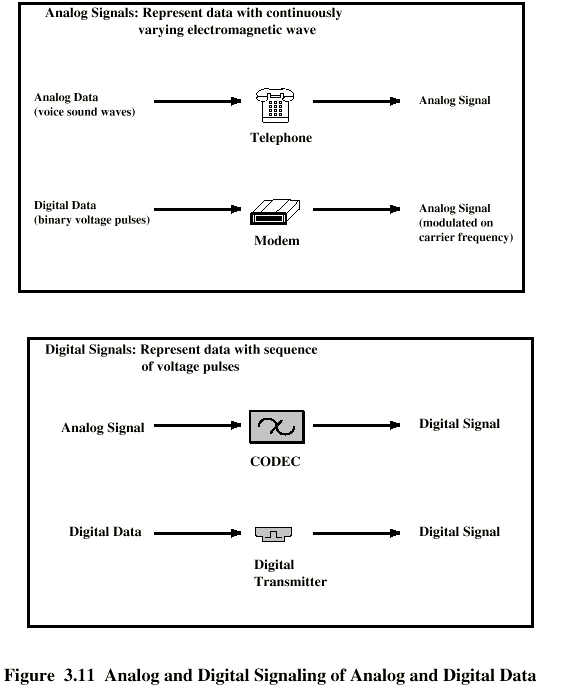 Analog Signals: Represent data with continuously
varying electromagnetic wave
Analog Data
(voice sound waves)
Telephone
Analog Signal
Digital Data
(binary voltage pulses)
Modem
Analog Signal
(modulated on
carrier frequency)
Digital Signals: Represent data with sequence
of voltage pulses
Analog Signal
CODEC
Digital Signal
Digital Data
Digital
Transmitter
Digital Signal
Figure 3.11 Analog and Digital Signaling of Analog and Digital Data